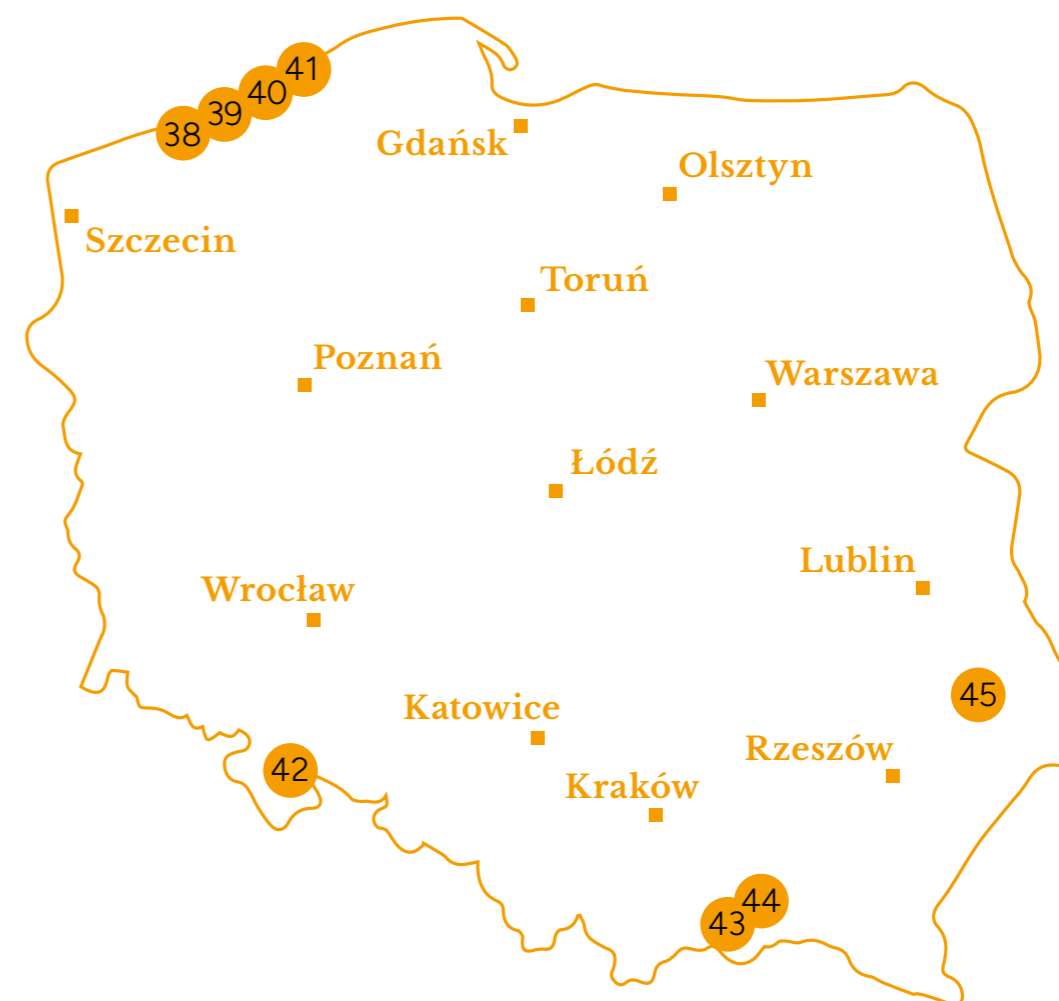 41
40
39
38
Gdańsk
Olsztyn
Szczecin
Toruń
Poznań
Warszawa
Łódź
Lublin
Wrocław
45
Katowice
Rzeszów
42
Kraków
44
43